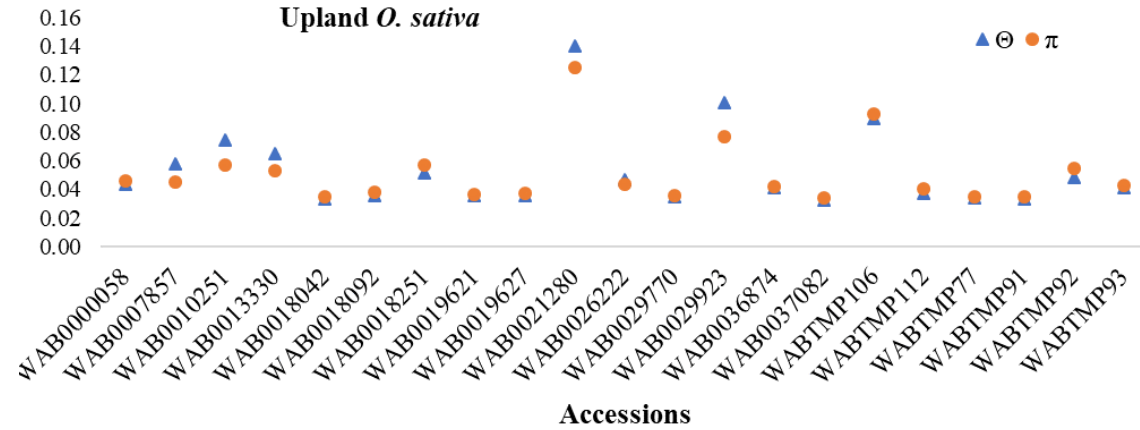 Upland O. sativa
Θ π
0.16
0.14
0.12
0.10
0.08
0.06
0.04
0.02
0.00
WAB0000058
WAB0007857
WAB0010251
WAB0013330
WAB0018042
WAB0018092
WAB0018251
WAB0019621
WAB0019627
WAB0021280
WAB0026222
WAB0029770
WAB0029923
WAB0036874
WAB0037082
WABTMP106
WABTMP112
WABTMP77
WABTMP91
WABTMP92
WABTMP93
Accessions